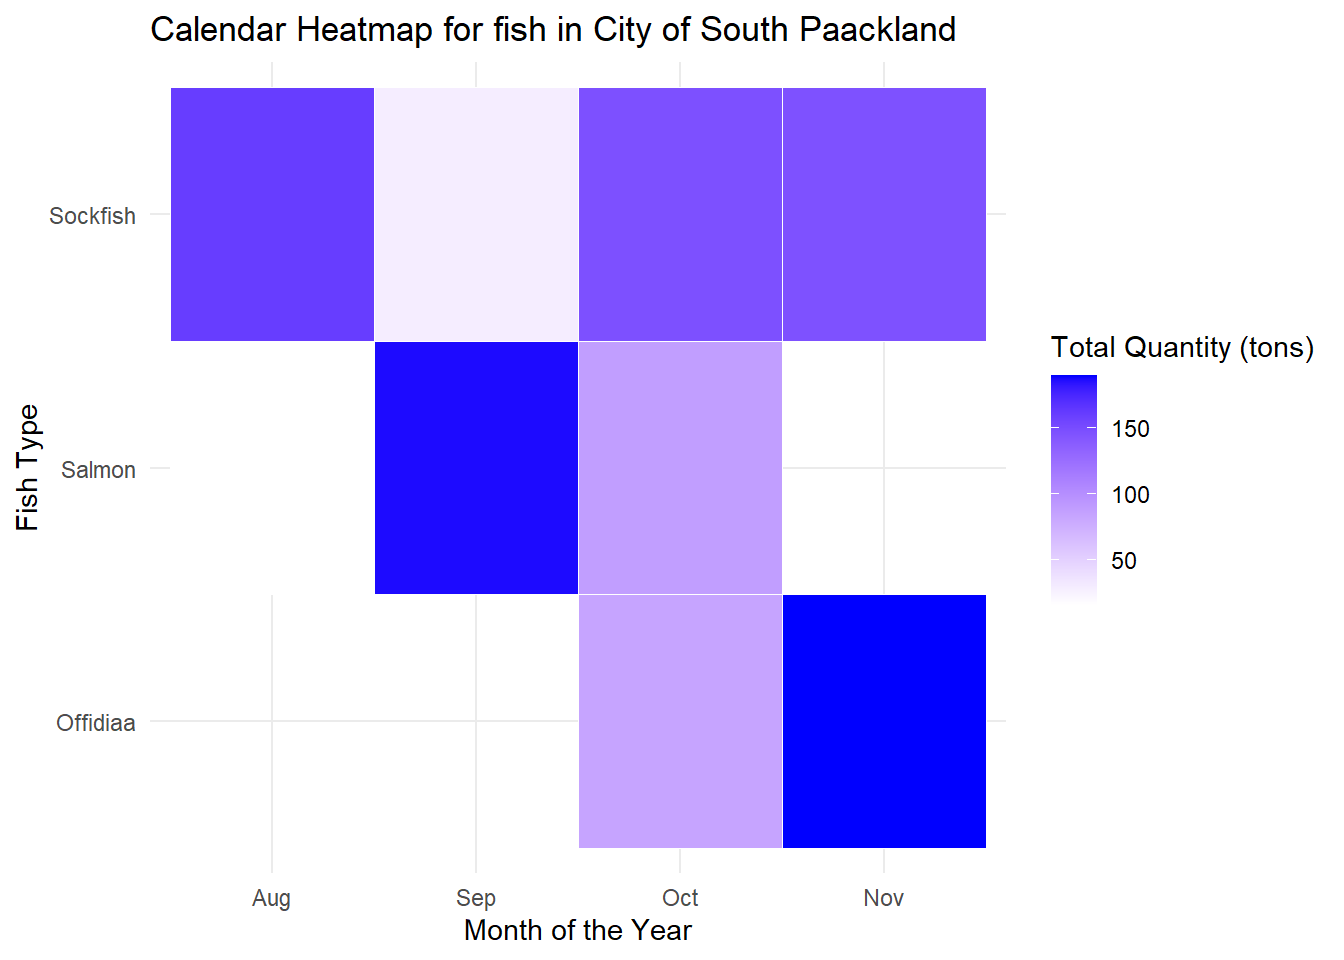 Calendar Heatmap for fish in City of South Paackland
Sockfish
Salmon
Offidiaa
Fish Type
Aug
Sep
Oct
Nov
Month of the Year
Total Quantity (tons)
150
100
50